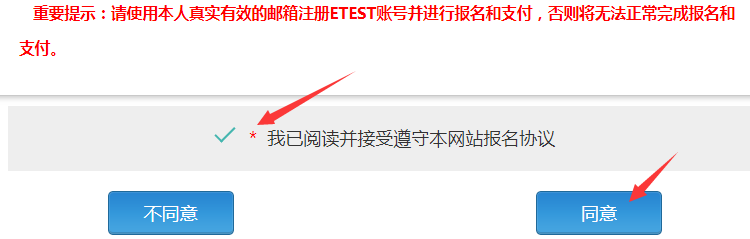 重要提示：请使用本人真实有效的邮箱注册ETEST账号并进行报名和支付，否则将无法正常完成报名和
支付。
* 我已阅读并接受遵守本网站报名协议
不同意 同意